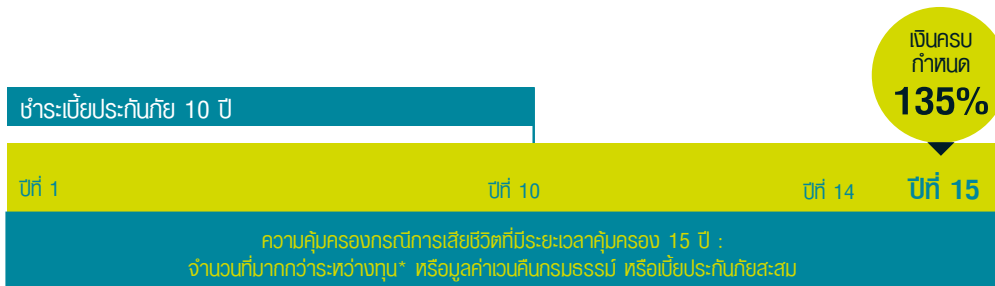 เงินครบ
กำหนด
135%
ชำระเบี้ยประกันภัย 10 ปี
ปีที่ 1
ปีที่ 10
ปีที่ 14
ปีที่ 15
ความคุ้มครองกรณีการเสียชีวิตที่มีระยะเวลาคุ้มครอง 15 ปี :
จำนวนที่มากกว่าระหว่างทุน* หรือมูลค่าเวนคืนกรมธรรม์ หรือเบี้ยประกันภัยสะสม